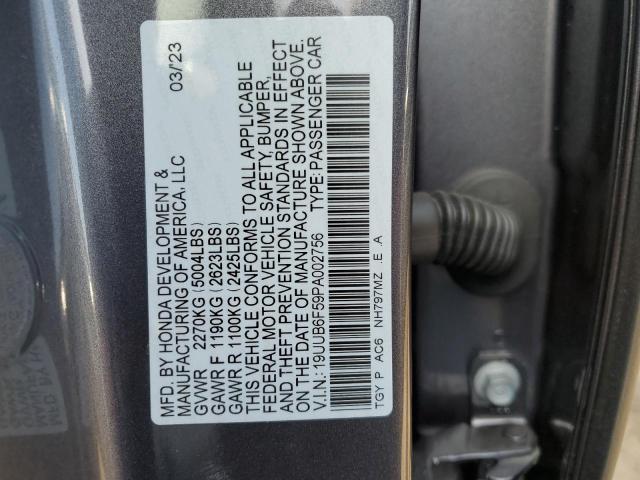 MFD. BY HONDA DEVELOPMENT & 03/'23
MANUFACTURING OF AMERICA, LLC
GVWR 2270KG (5004LBS)
GAWR F 1190KG (2623LBS)
GAWR R 1100KG (2425LBS)
THIS VEHICLE CONFORMS TO ALL APPLICABLE
FEDERAL MOTOR VEHICLE SAFETY, BUMPER,
AND THEFT PREVENTION STANDARDS IN EFFECT
ON THE DATE OF MANUFACTURE SHOWN ABOVE.
V.I.N.: 19UUB6F59PA002756 TYPE: PASSENGER CAR
TGY P AC6 NH797MZ .E .A